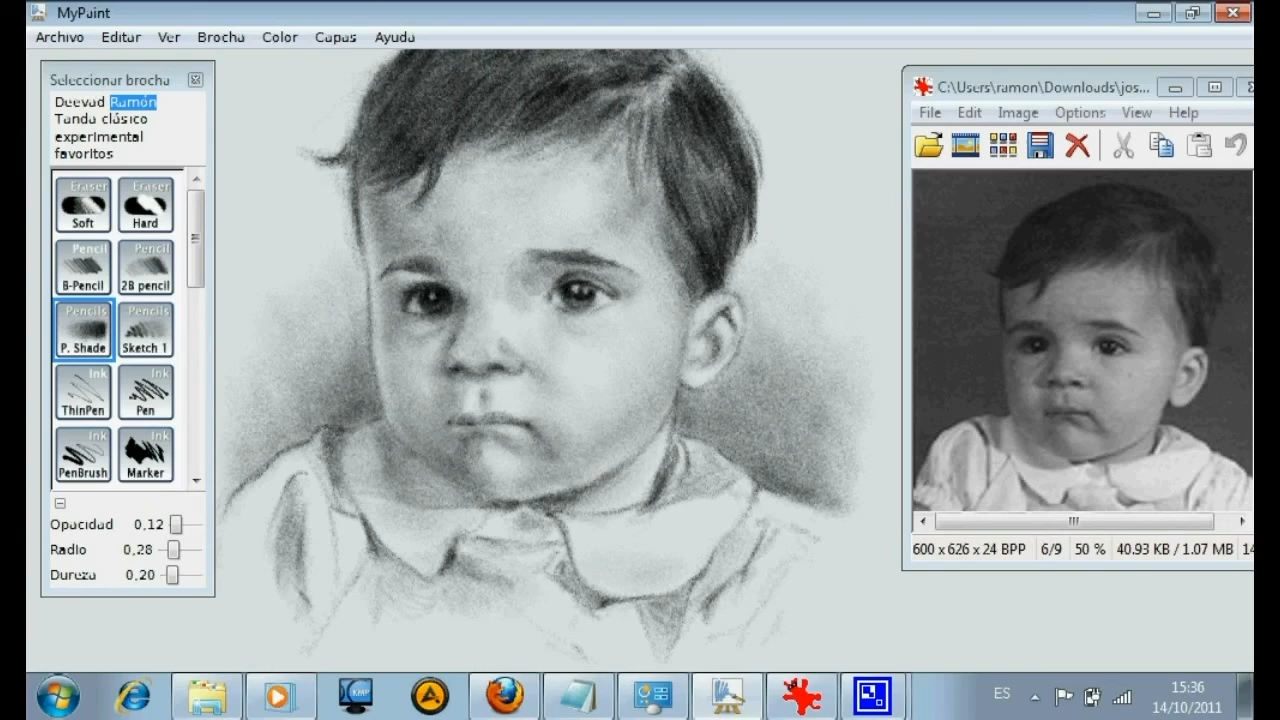 MyPaint
Archivo Editar Ver Brocha Color Capas Ayuda
Seleccionar brocha
Deevad Ramón
Tanda clásico
experimental
favoritos
Eraser Eraser
Soft Hard
Pencil Pencil
B-Pencil 2B pencil
Pencils Pencils
P. Shade Sketch 1
Ink Ink
ThinPen Pen
Ink Ink
PenBrush Marker
Opacidad 0,12
Radio 0,28
Dureza 0,20
C:\Users\ramon\Downloads\jos...
File Edit Image Options View Help
600 x 626 x 24 BPP 6/9 50 % 40.93 KB / 1.07 MB 14
KMP
ES
15:36
14/10/2011